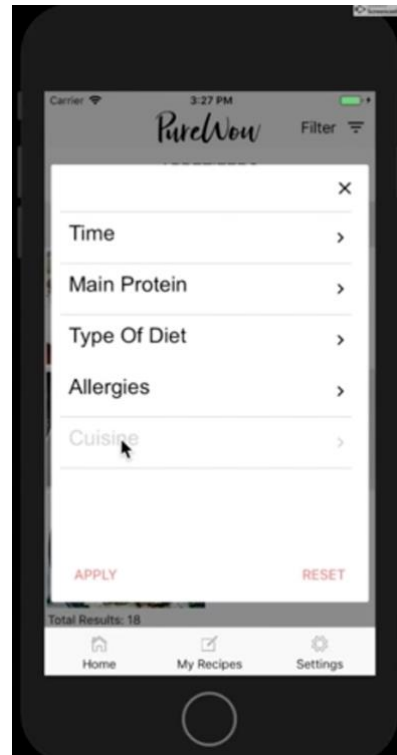 Carrier 3:27 PM
PureWow Filter
Time
Main Protein
Type Of Diet
Allergies
Cuisine
APPLY RESET
Total Results: 18
Home My Recipes Settings